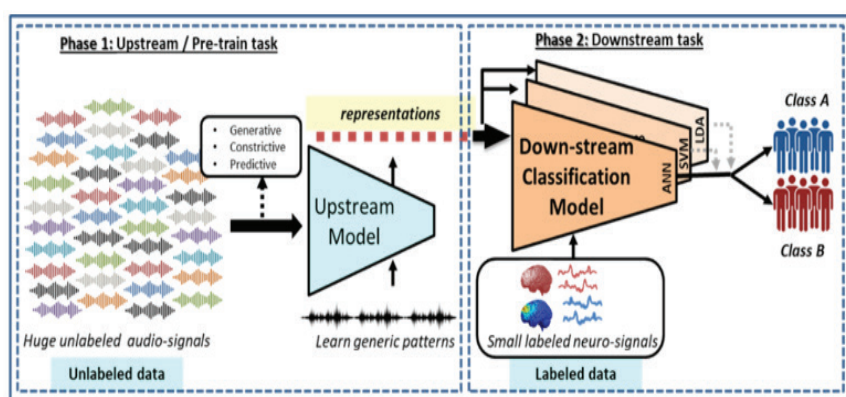 Phase 1: Upstream / Pre-train task
Generative
Constrictive
Predictive
representations
Upstream
Model
Huge unlabeled audio-signals
Learn generic patterns
Unlabeled data
Phase 2: Downstream task
Down-stream
Classification
Model
ANN
SVM
LDA
Class A
Class B
Small labeled neuro-signals
Labeled data